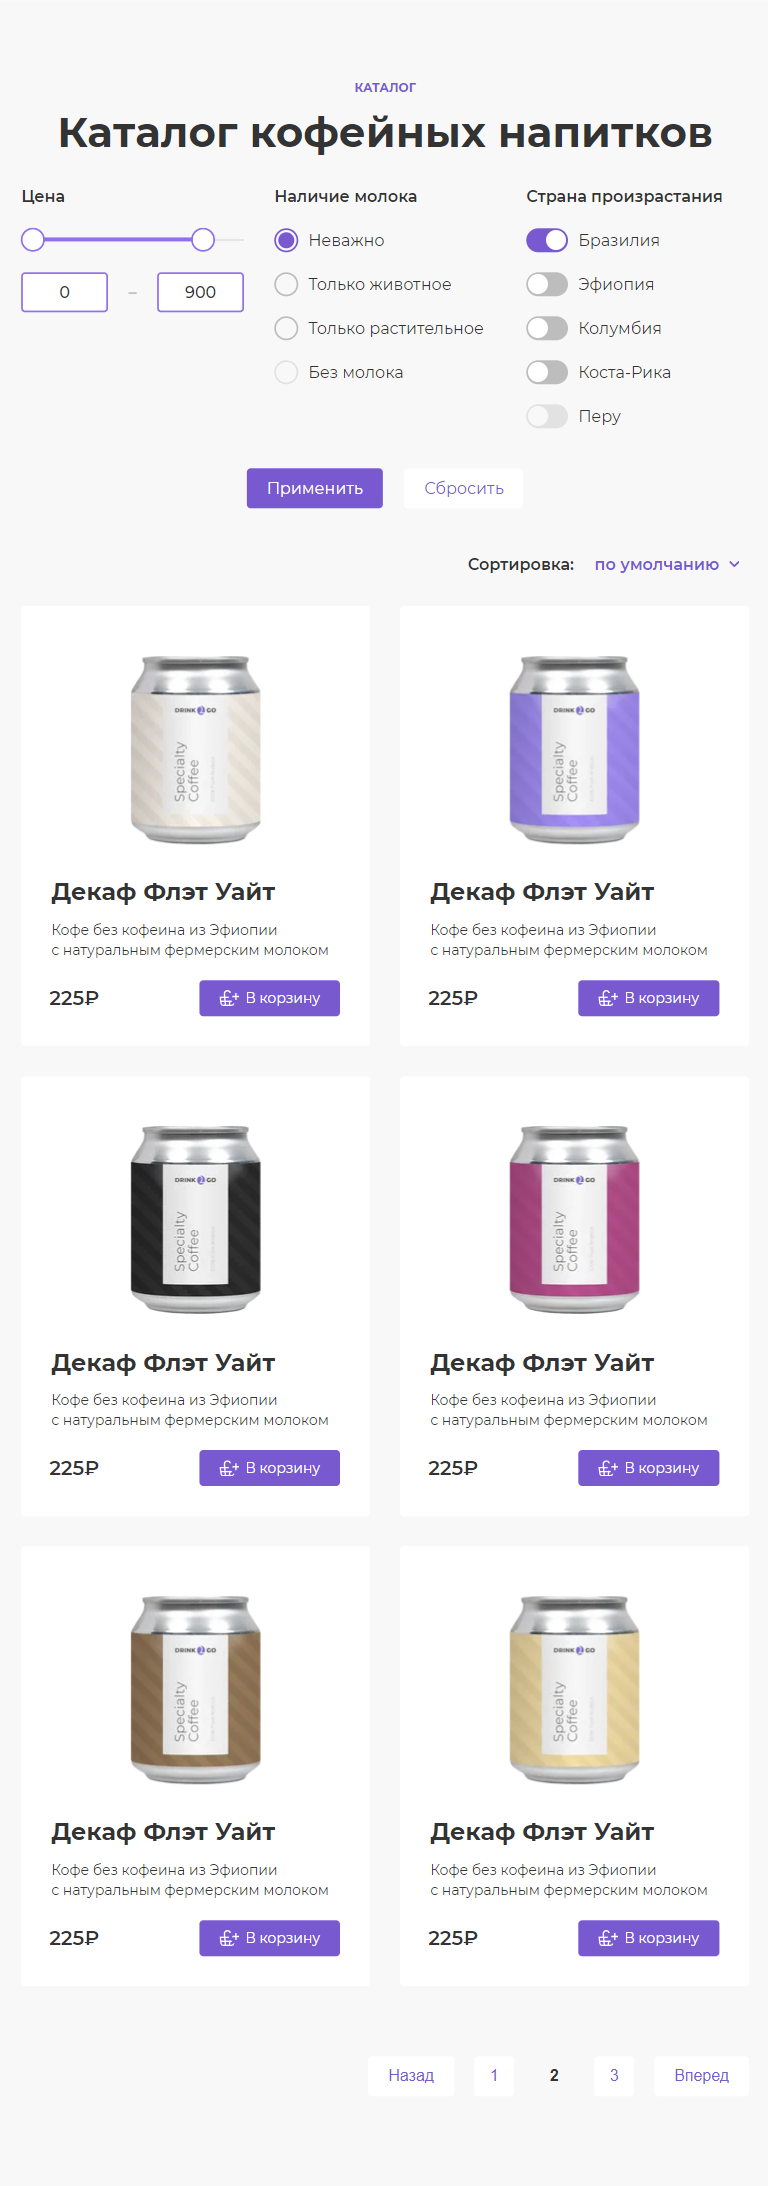 КАТАЛОГ
Каталог кофейных напитков
Цена
0 – 900
Наличие молока
Неважно
Только животное
Только растительное
Без молока
Страна произрастания
Бразилия
Эфиопия
Колумбия
Коста-Рика
Перу
Применить
Сбросить
Сортировка: по умолчанию
DRINK 2 GO
Specialty
Coffee
Декаф Флэт Уайт
Кофе без кофеина из Эфиопии
с натуральным фермерским молоком
225₽
В корзину
DRINK 2 GO
Specialty
Coffee
Декаф Флэт Уайт
Кофе без кофеина из Эфиопии
с натуральным фермерским молоком
225₽
В корзину
DRINK 2 GO
Specialty
Coffee
Декаф Флэт Уайт
Кофе без кофеина из Эфиопии
с натуральным фермерским молоком
225₽
В корзину
DRINK 2 GO
Specialty
Coffee
Декаф Флэт Уайт
Кофе без кофеина из Эфиопии
с натуральным фермерским молоком
225₽
В корзину
DRINK 2 GO
Specialty
Coffee
Декаф Флэт Уайт
Кофе без кофеина из Эфиопии
с натуральным фермерским молоком
225₽
В корзину
DRINK 2 GO
Specialty
Coffee
Декаф Флэт Уайт
Кофе без кофеина из Эфиопии
с натуральным фермерским молоком
225₽
В корзину
Назад 1 2 3 Вперед